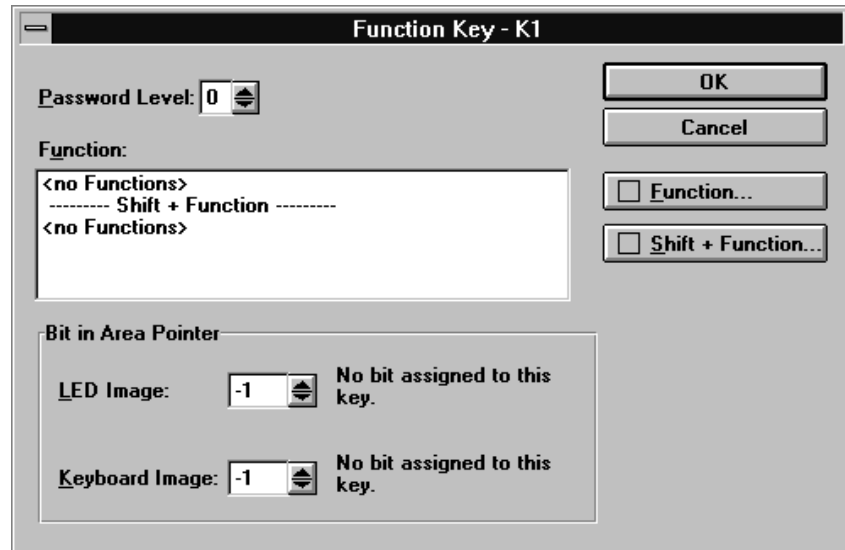 Function Key - K1
Password Level: 0
OK
Cancel
Function:
<no Functions>
--------- Shift + Function ---------
<no Functions>
Function...
Shift + Function...
Bit in Area Pointer
LED Image: -1 No bit assigned to this
key.
Keyboard Image: -1 No bit assigned to this
key.